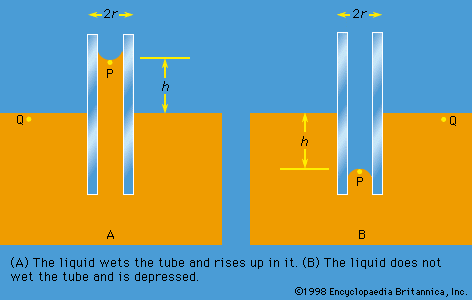 2r
2r
P
h
Q
Q
h
P
A
B
(A) The liquid wets the tube and rises up in it. (B) The liquid does not
wet the tube and is depressed.
©1998 Encyclopaedia Britannica, Inc.